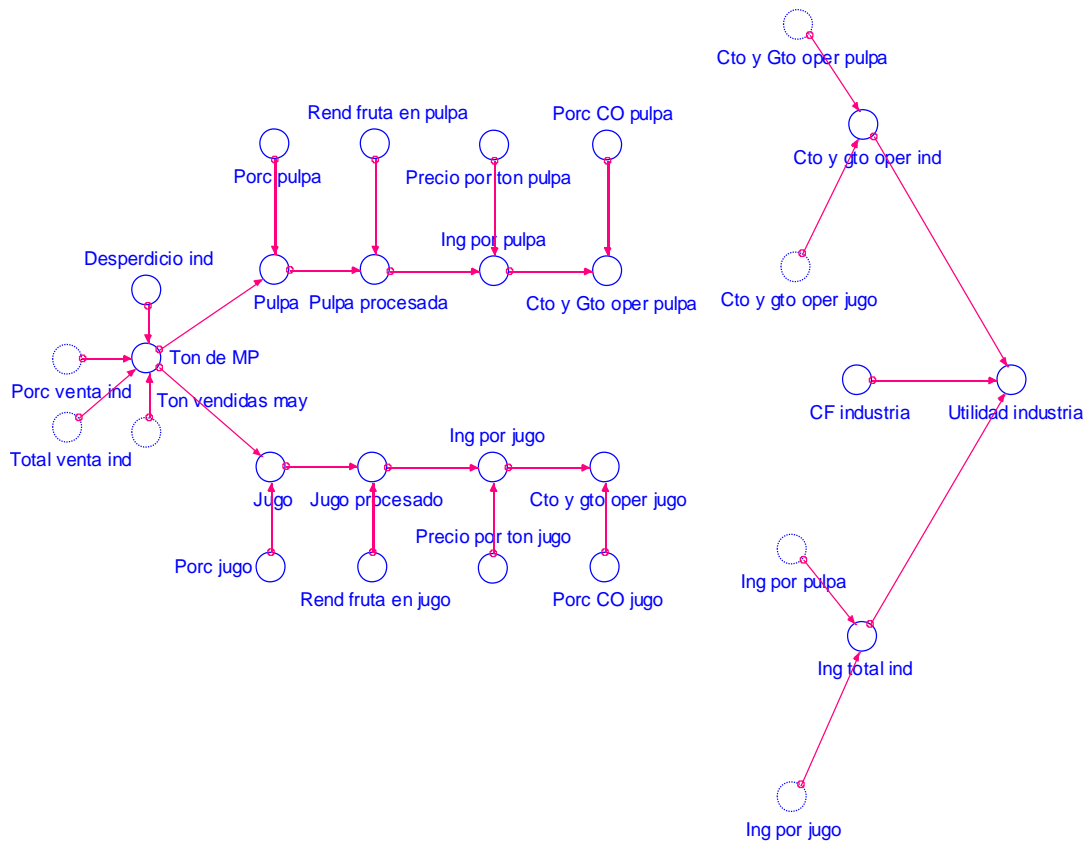 Cto y Gto oper pulpa
Rend fruta en pulpa
Porc CO pulpa
Cto y gto oper ind
Porc pulpa
Precio por ton pulpa
Ing por pulpa
Desperdicio ind
Cto y gto oper jugo
Pulpa
Pulpa procesada
Cto y Gto oper pulpa
Ton de MP
Porc venta ind
Ton vendidas may
CF industria
Utilidad industria
Total venta ind
Ing por jugo
Jugo
Jugo procesado
Cto y gto oper jugo
Precio por ton jugo
Porc jugo
Rend fruta en jugo
Porc CO jugo
Ing por pulpa
Ing total ind
Ing por jugo